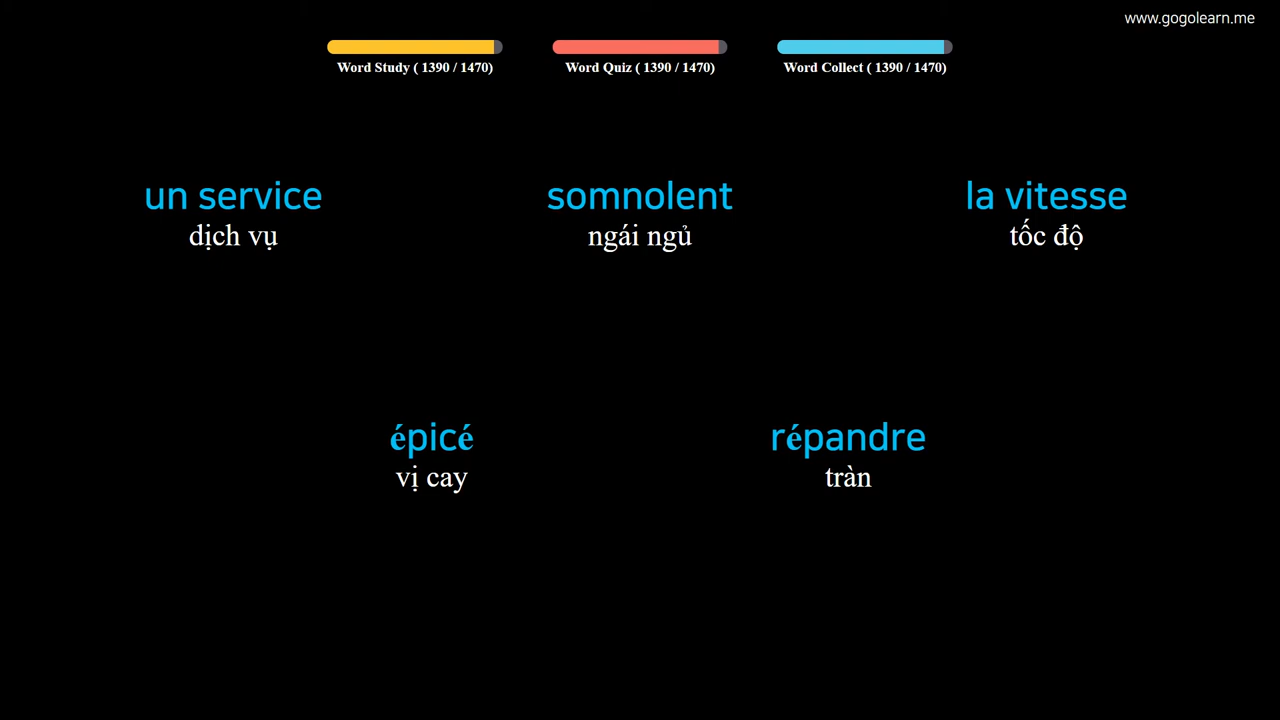 www.gogolearn.me
Word Study ( 1390 / 1470)
Word Quiz ( 1390 / 1470)
Word Collect ( 1390 / 1470)
un service
dịch vụ
somnolent
ngái ngủ
la vitesse
tốc độ
épicé
vị cay
répandre
tràn